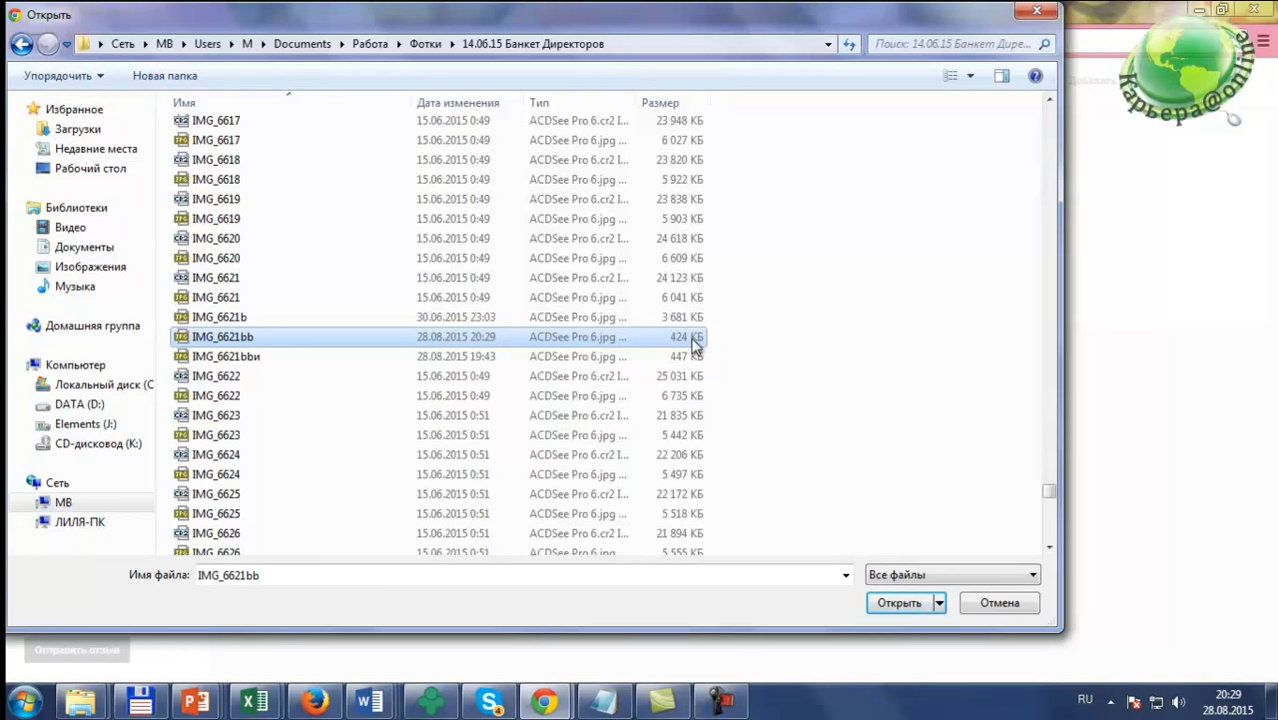 Открыть
Сеть MB Users M Documents Работа Фотки 14.06.15 Банкет Директоров
Поиск: 14.06.15 Банкет Дире...
Упорядочить Новая папка
Карьера@online
Избранное
Загрузки
Недавние места
Рабочий стол
Библиотеки
Видео
Документы
Изображения
Музыка
Домашняя группа
Компьютер
Локальный диск (C
DATA (D:)
Elements (J:)
CD-дисковод (K:)
Сеть
MB
ЛИЛЯ-ПК
Имя Дата изменения Тип Размер
IMG_6617 15.06.2015 0:49 ACDSee Pro 6.cr2 I... 23 948 КБ
IMG_6617 15.06.2015 0:49 ACDSee Pro 6.jpg ... 6 027 КБ
IMG_6618 15.06.2015 0:49 ACDSee Pro 6.cr2 I... 23 820 КБ
IMG_6618 15.06.2015 0:49 ACDSee Pro 6.jpg ... 5 922 КБ
IMG_6619 15.06.2015 0:49 ACDSee Pro 6.cr2 I... 23 838 КБ
IMG_6619 15.06.2015 0:49 ACDSee Pro 6.jpg ... 5 903 КБ
IMG_6620 15.06.2015 0:49 ACDSee Pro 6.cr2 I... 24 618 КБ
IMG_6620 15.06.2015 0:49 ACDSee Pro 6.jpg ... 6 609 КБ
IMG_6621 15.06.2015 0:49 ACDSee Pro 6.cr2 I... 24 123 КБ
IMG_6621 15.06.2015 0:49 ACDSee Pro 6.jpg ... 6 041 КБ
IMG_6621b 30.06.2015 23:03 ACDSee Pro 6.jpg ... 3 681 КБ
IMG_6621bb 28.08.2015 20:29 ACDSee Pro 6.jpg ... 424 КБ
IMG_6621bbи 28.08.2015 19:43 ACDSee Pro 6.jpg ... 447 КБ
IMG_6622 15.06.2015 0:49 ACDSee Pro 6.cr2 I... 25 031 КБ
IMG_6622 15.06.2015 0:49 ACDSee Pro 6.jpg ... 6 735 КБ
IMG_6623 15.06.2015 0:51 ACDSee Pro 6.cr2 I... 21 835 КБ
IMG_6623 15.06.2015 0:51 ACDSee Pro 6.jpg ... 5 442 КБ
IMG_6624 15.06.2015 0:51 ACDSee Pro 6.cr2 I... 22 206 КБ
IMG_6624 15.06.2015 0:51 ACDSee Pro 6.jpg ... 5 497 КБ
IMG_6625 15.06.2015 0:51 ACDSee Pro 6.cr2 I... 22 172 КБ
IMG_6625 15.06.2015 0:51 ACDSee Pro 6.jpg ... 5 518 КБ
IMG_6626 15.06.2015 0:51 ACDSee Pro 6.cr2 I... 21 894 КБ
IMG_6626 15.06.2015 0:51 ACDSee Pro 6.jpg ... 5 555 КБ
Имя файла: IMG_6621bb Все файлы
Открыть Отмена
Отправить отзыв
RU
20:29
28.08.2015